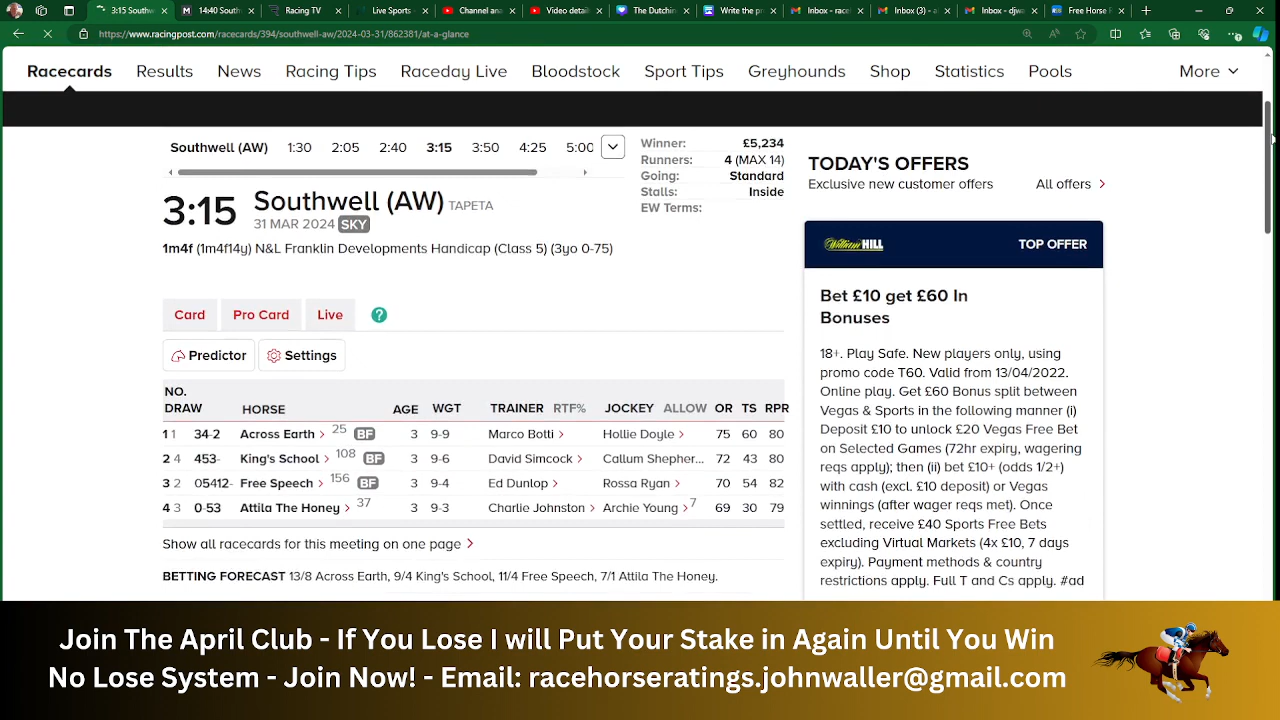 3:15 Southw
14:40 South
Racing TV
Live Sports -
Channel ana
Video detai
The Dutchin
Write the pr
Inbox - race
Inbox (3) - a
Inbox - djw
Free Horse R
https://www.racingpost.com/racecards/394/southwell-aw/2024-03-31/862381/at-a-glance
Racecards Results News Racing Tips Raceday Live Bloodstock Sport Tips Greyhounds Shop Statistics Pools More
Southwell (AW) 1:30 2:05 2:40 3:15 3:50 4:25 5:00
Winner: £5,234
Runners: 4 (MAX 14)
Going: Standard
Stalls: Inside
EW Terms:
3:15 Southwell (AW) TAPETA
31 MAR 2024 SKY
1m4f (1m4f14y) N&L Franklin Developments Handicap (Class 5) (3yo 0-75)
Card Pro Card Live ?
Predictor Settings
NO.
DRAW HORSE AGE WGT TRAINER RTF% JOCKEY ALLOW OR TS RPR
1 1 34-2 Across Earth 25 BF 3 9-9 Marco Botti Hollie Doyle 75 60 80
2 4 453- King's School 108 BF 3 9-6 David Simcock Callum Shepher... 72 43 80
3 2 05412- Free Speech 156 BF 3 9-4 Ed Dunlop Rossa Ryan 70 54 82
4 3 0-53 Attila The Honey 37 3 9-3 Charlie Johnston Archie Young 7 69 30 79
Show all racecards for this meeting on one page
BETTING FORECAST 13/8 Across Earth, 9/4 King's School, 11/4 Free Speech, 7/1 Attila The Honey.
TODAY'S OFFERS
Exclusive new customer offers All offers
William HILL TOP OFFER
Bet £10 get £60 In
Bonuses
18+. Play Safe. New players only, using
promo code T60. Valid from 13/04/2022.
Online play. Get £60 Bonus split between
Vegas & Sports in the following manner (i)
Deposit £10 to unlock £20 Vegas Free Bet
on Selected Games (72hr expiry, wagering
reqs apply); then (ii) bet £10+ (odds 1/2+)
with cash (excl. £10 deposit) or Vegas
winnings (after wager reqs met). Once
settled, receive £40 Sports Free Bets
excluding Virtual Markets (4x £10, 7 days
expiry). Payment methods & country
restrictions apply. Full T and Cs apply. #ad
Join The April Club - If You Lose I will Put Your Stake in Again Until You Win
No Lose System - Join Now! - Email: racehorseratings.johnwaller@gmail.com